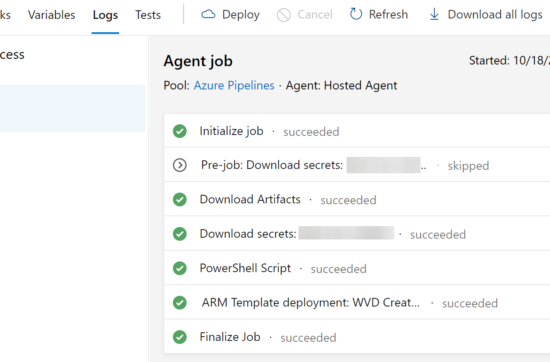 ks Variables Logs Tests Deploy Cancel Refresh Download all logs
cess
Agent job Started: 10/18/
Pool: Azure Pipelines · Agent: Hosted Agent
Initialize job · succeeded
Pre-job: Download secrets: .. · skipped
Download Artifacts · succeeded
Download secrets: · succeeded
PowerShell Script · succeeded
ARM Template deployment: WVD Creat... · succeeded
Finalize Job · succeeded